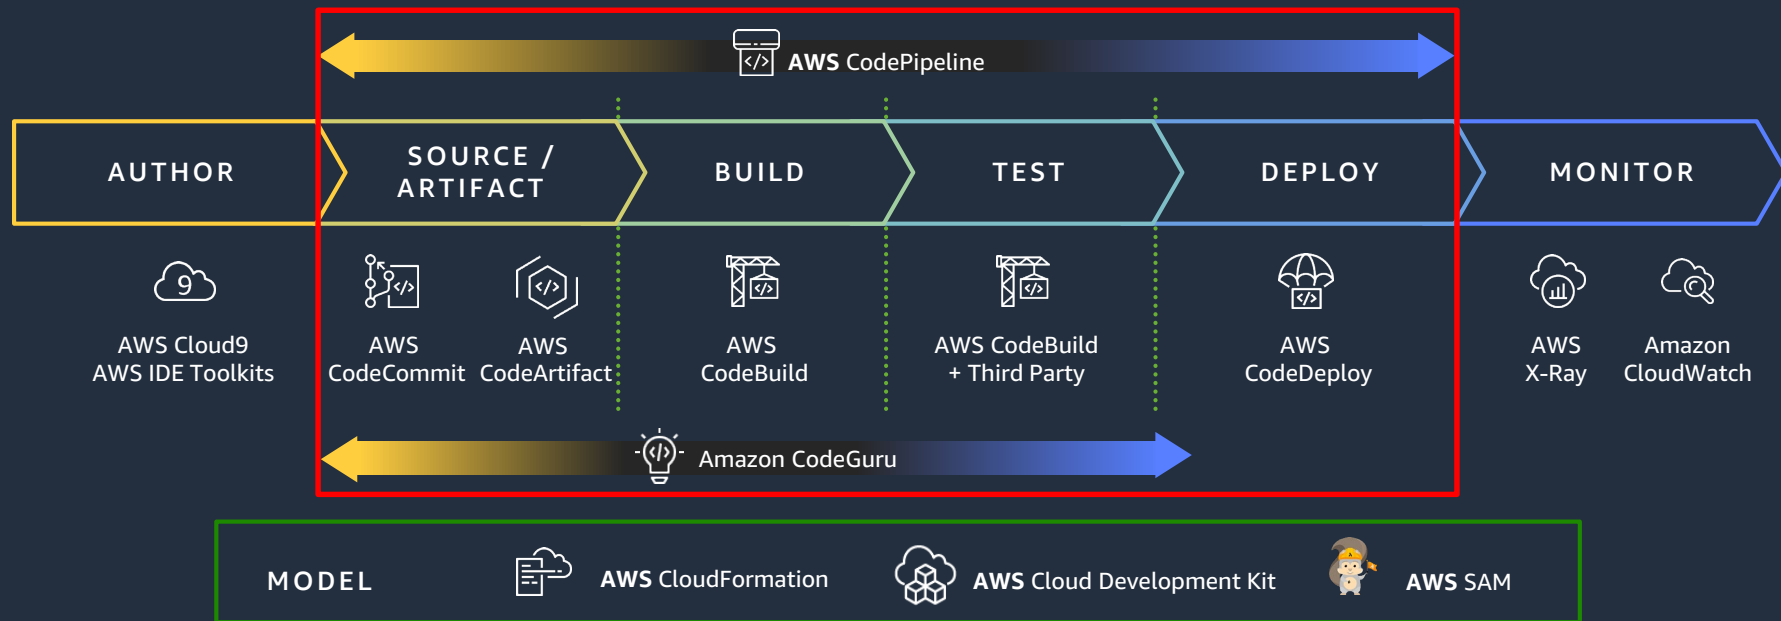 AWS CodePipeline
AUTHOR
SOURCE /
ARTIFACT
BUILD
TEST
DEPLOY
MONITOR
9
AWS Cloud9
AWS IDE Toolkits
AWS
CodeCommit
AWS
CodeArtifact
AWS
CodeBuild
AWS CodeBuild
+ Third Party
AWS
CodeDeploy
AWS
X-Ray
Amazon
CloudWatch
Amazon CodeGuru
MODEL
AWS CloudFormation
AWS Cloud Development Kit
AWS SAM